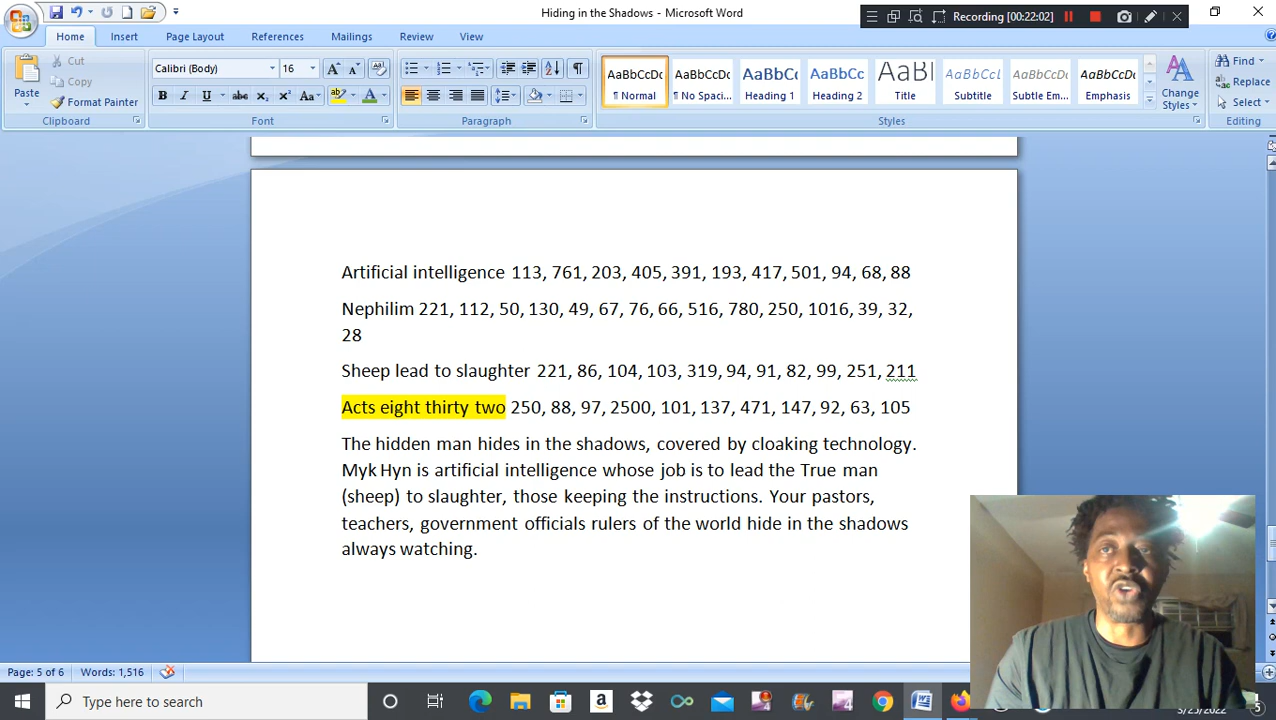 Hiding in the Shadows - Microsoft Word
Recording [00:22:02]
Home Insert Page Layout References Mailings Review View
Paste
Cut
Copy
Format Painter
Clipboard
Calibri (Body) 16
Font
Paragraph
AaBbCcDc AaBbCcDc AaBbCc AaBbCc AaBl AaBbCcL AaBbCcDc AaBbCcDc
¶ Normal ¶ No Spaci... Heading 1 Heading 2 Title Subtitle Subtle Em... Emphasis
Change Styles
Styles
Find
Replace
Select
Editing
Artificial intelligence 113, 761, 203, 405, 391, 193, 417, 501, 94, 68, 88
Nephilim 221, 112, 50, 130, 49, 67, 76, 66, 516, 780, 250, 1016, 39, 32,
28
Sheep lead to slaughter 221, 86, 104, 103, 319, 94, 91, 82, 99, 251, 211
Acts eight thirty two 250, 88, 97, 2500, 101, 137, 471, 147, 92, 63, 105
The hidden man hides in the shadows, covered by cloaking technology.
Myk Hyn is artificial intelligence whose job is to lead the True man
(sheep) to slaughter, those keeping the instructions. Your pastors,
teachers, government officials rulers of the world hide in the shadows
always watching.
Page: 5 of 6 Words: 1,516
Type here to search